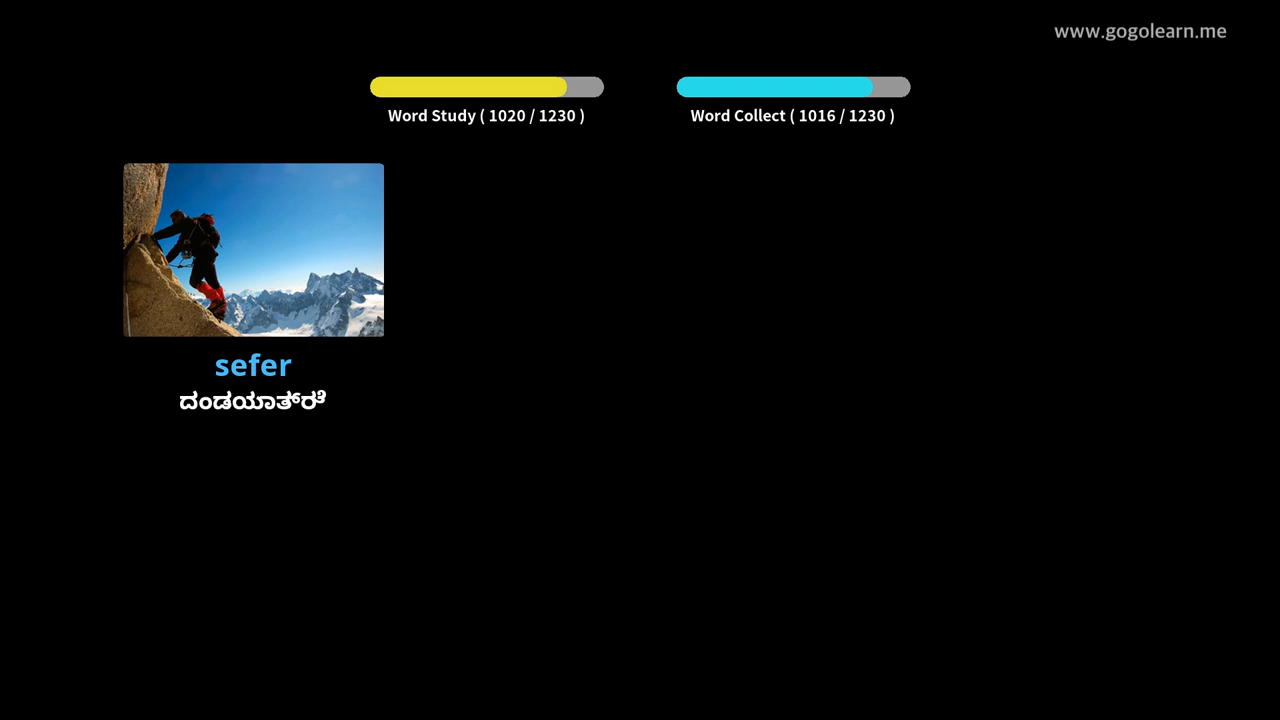 www.gogolearn.me
Word Study ( 1020 / 1230 )
Word Collect ( 1016 / 1230 )
sefer
ದಂಡಯಾತ್ರೆ